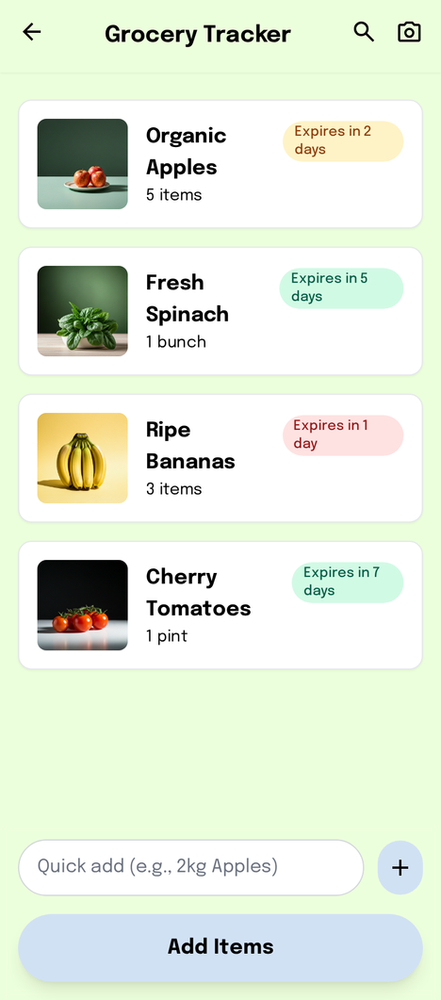 Grocery Tracker
Organic
Apples
5 items
Expires in 2
days
Fresh
Spinach
1 bunch
Expires in 5
days
Ripe
Bananas
3 items
Expires in 1
day
Cherry
Tomatoes
1 pint
Expires in 7
days
Quick add (e.g., 2kg Apples)
Add Items